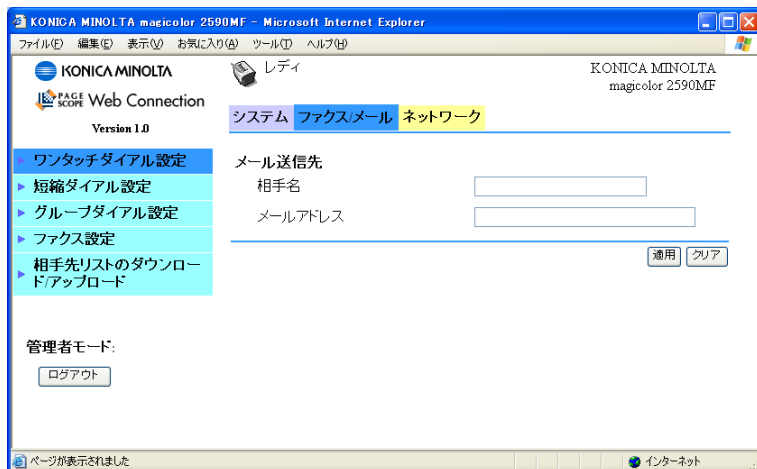 KONICA MINOLTA magicolor 2590MF - Microsoft Internet Explorer
ファイル(F) 編集(E) 表示(V) お気に入り(A) ツール(T) ヘルプ(H)
KONICA MINOLTA
レディ
KONICA MINOLTA
magicolor 2590MF
PAGE SCOPE Web Connection
Version 1.0
システム ファクス/メール ネットワーク
ワンタッチダイアル設定
短縮ダイアル設定
グループダイアル設定
ファクス設定
相手先リストのダウンロー
ド/アップロード
メール送信先
相手名
メールアドレス
適用 クリア
管理者モード:
ログアウト
ページが表示されました
インターネット